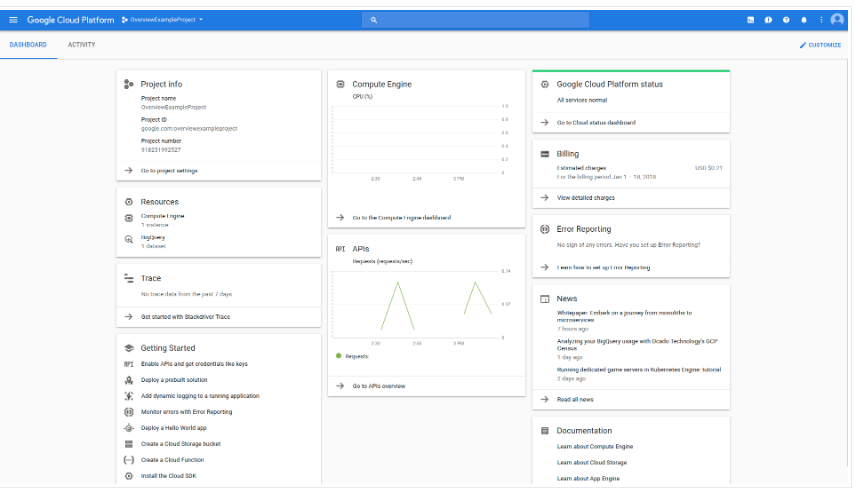 Google Cloud Platform
OverviewExampleProject
DASHBOARD
ACTIVITY
CUSTOMIZE
Project info
Project name
OverviewExampleProject
Project ID
google.com:overviewexampleproject
Project number
918251992527
Go to project settings
Resources
Compute Engine
1 instance
BigQuery
1 dataset
Trace
No trace data from the past 7 days
Get started with Stackdriver Trace
Getting Started
API Enable APIs and get credentials like keys
Deploy a prebuilt solution
Add dynamic logging to a running application
Monitor errors with Error Reporting
Deploy a Hello World app
Create a Cloud Storage bucket
Create a Cloud Function
Install the Cloud SDK
Compute Engine
CPU (%)
1.0
0.8
0.6
0.4
0.2
0
2:30 2:45 3 PM
Go to the Compute Engine dashboard
API APIs
Requests (requests/sec)
0.14
0.07
0
2:30 2:45 3 PM
Requests:
Go to APIs overview
Google Cloud Platform status
All services normal
Go to Cloud status dashboard
Billing
Estimated charges USD $0.21
For the billing period Jan 1 – 18, 2018
View detailed charges
Error Reporting
No sign of any errors. Have you set up Error Reporting?
Learn how to set up Error Reporting
News
Whitepaper: Embark on a journey from monoliths to
microservices
7 hours ago
Analyzing your BigQuery usage with Ocado Technology's GCP
Census
1 day ago
Running dedicated game servers in Kubernetes Engine: tutorial
2 days ago
Read all news
Documentation
Learn about Compute Engine
Learn about Cloud Storage
Learn about App Engine